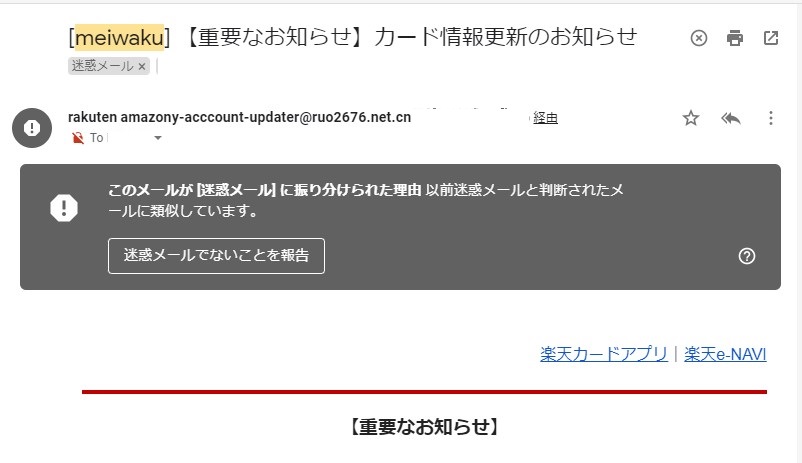 [meiwaku] 【重要なお知らせ】カード情報更新のお知らせ
迷惑メール ×
rakuten amazony-acccount-updater@ruo2676.net.cn 経由
To
このメールが [迷惑メール] に振り分けられた理由 以前迷惑メールと判断されたメ
ールに類似しています。
迷惑メールでないことを報告
楽天カードアプリ | 楽天e-NAVI
【重要なお知らせ】